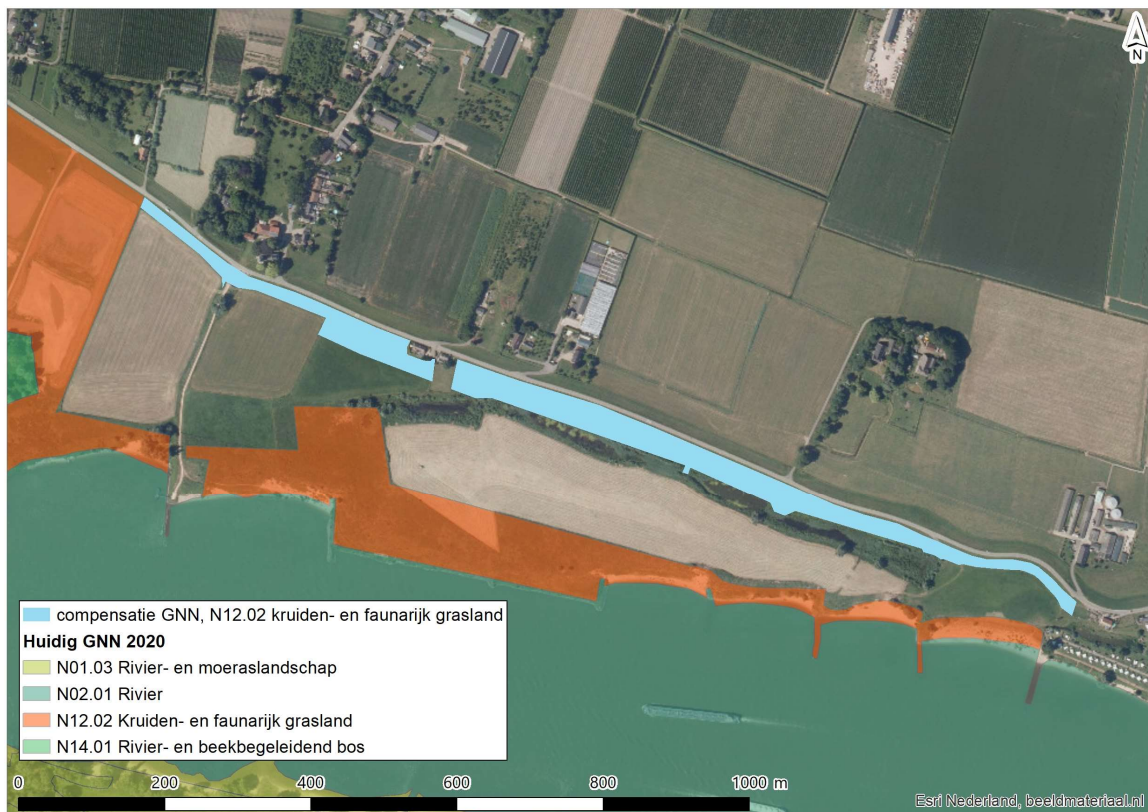 N
compensatie GNN, N12.02 kruiden- en faunarijk grasland
Huidig GNN 2020
N01.03 Rivier- en moeraslandschap
N02.01 Rivier
N12.02 Kruiden- en faunarijk grasland
N14.01 Rivier- en beekbegeleidend bos
0 200 400 600 800 1000 m
Esri Nederland, beeldmateriaal.nl